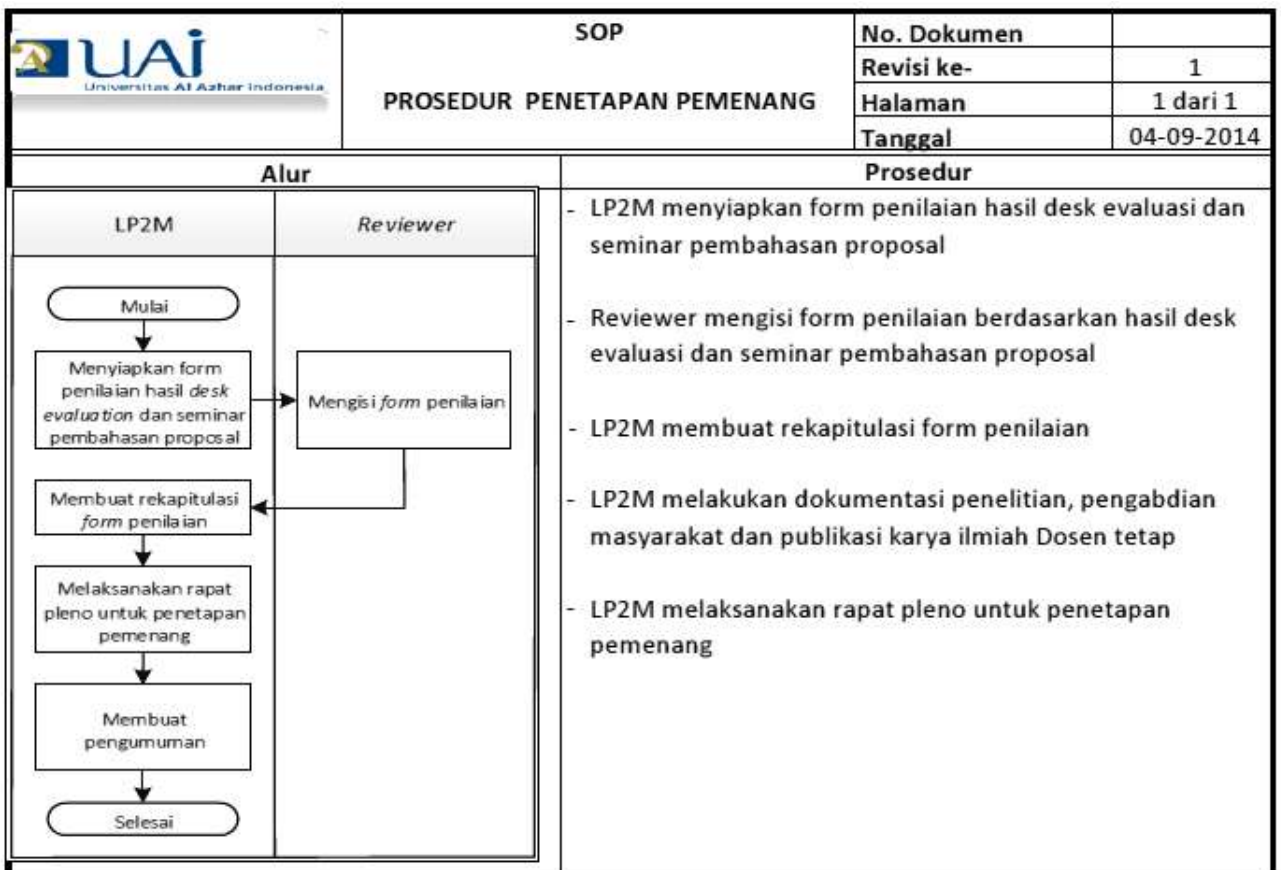 UAI
Universitas Al Azhar Indonesia
SOP
PROSEDUR PENETAPAN PEMENANG
No. Dokumen
Revisi ke- 1
Halaman 1 dari 1
Tanggal 04-09-2014
Alur
Prosedur
LP2M
Reviewer
Mulai
Menyiapkan form
penilaian hasil desk
evaluation dan seminar
pembahasan proposal
Mengisi form penilaian
Membuat rekapitulasi
form penilaian
Melaksanakan rapat
pleno untuk penetapan
pemenang
Membuat
pengumuman
Selesai
- LP2M menyiapkan form penilaian hasil desk evaluasi dan
seminar pembahasan proposal
- Reviewer mengisi form penilaian berdasarkan hasil desk
evaluasi dan seminar pembahasan proposal
- LP2M membuat rekapitulasi form penilaian
- LP2M melakukan dokumentasi penelitian, pengabdian
masyarakat dan publikasi karya ilmiah Dosen tetap
- LP2M melaksanakan rapat pleno untuk penetapan
pemenang